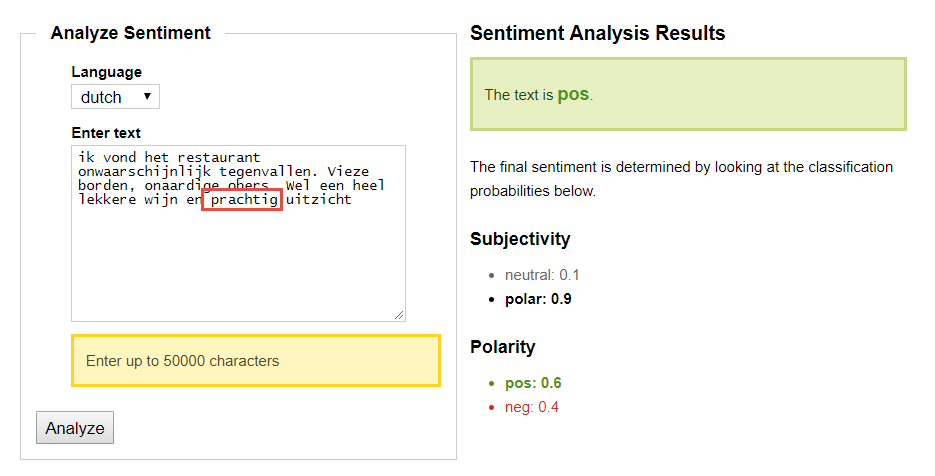 Analyze Sentiment
Language
dutch
Enter text
ik vond het restaurant
onwaarschijnlijk tegenvallen. Vieze
borden, onaardige obers. Wel een heel
lekkere wijn en prachtig uitzicht
Enter up to 50000 characters
Analyze
Sentiment Analysis Results
The text is pos.
The final sentiment is determined by looking at the classification
probabilities below.
Subjectivity
neutral: 0.1
polar: 0.9
Polarity
pos: 0.6
neg: 0.4